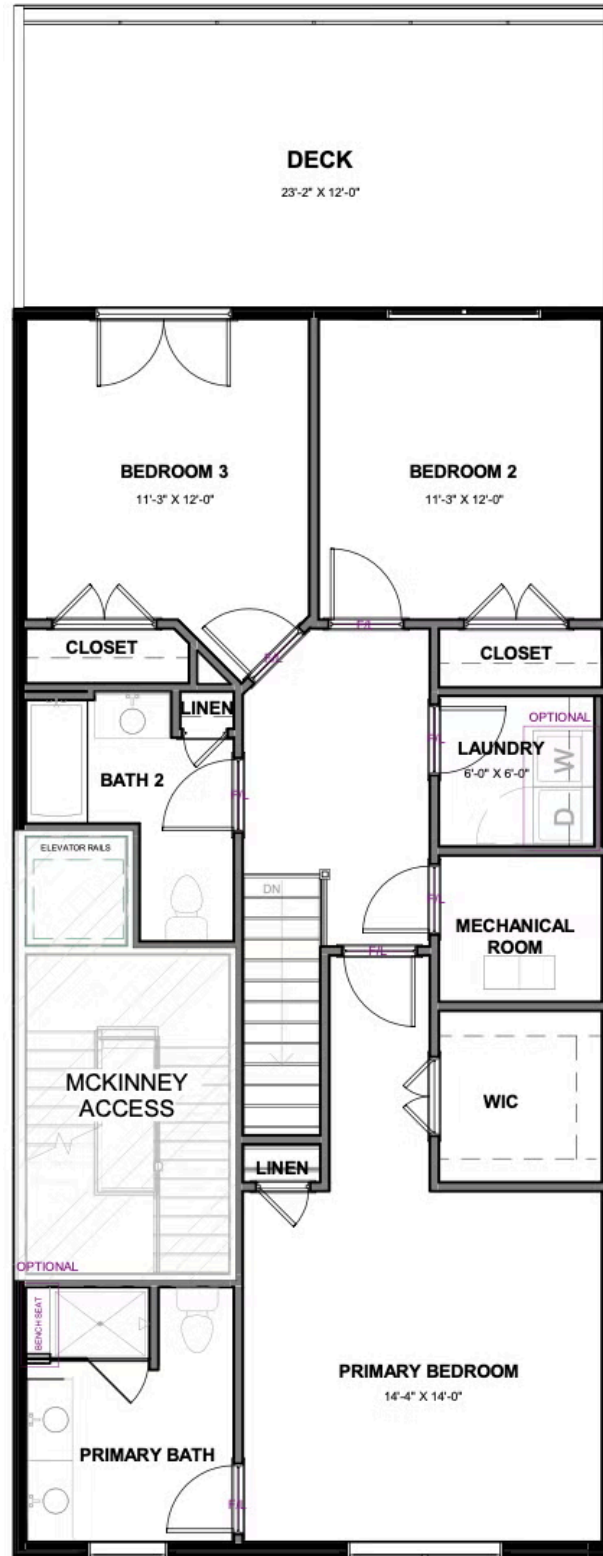 DECK
23'-2" X 12'-0"
BEDROOM 3
11'-3" X 12'-0"
BEDROOM 2
11'-3" X 12'-0"
F/L
F/L
CLOSET
CLOSET
LINEN
OPTIONAL
F/L
LAUNDRY
6'-0" X 6'-0"
W
D
BATH 2
F/L
ELEVATOR RAILS
DN
F/L
MECHANICAL
ROOM
F/L
MCKINNEY
ACCESS
WIC
LINEN
OPTIONAL
BENCH SEAT
PRIMARY BEDROOM
14'-4" X 14'-0"
PRIMARY BATH
F/L